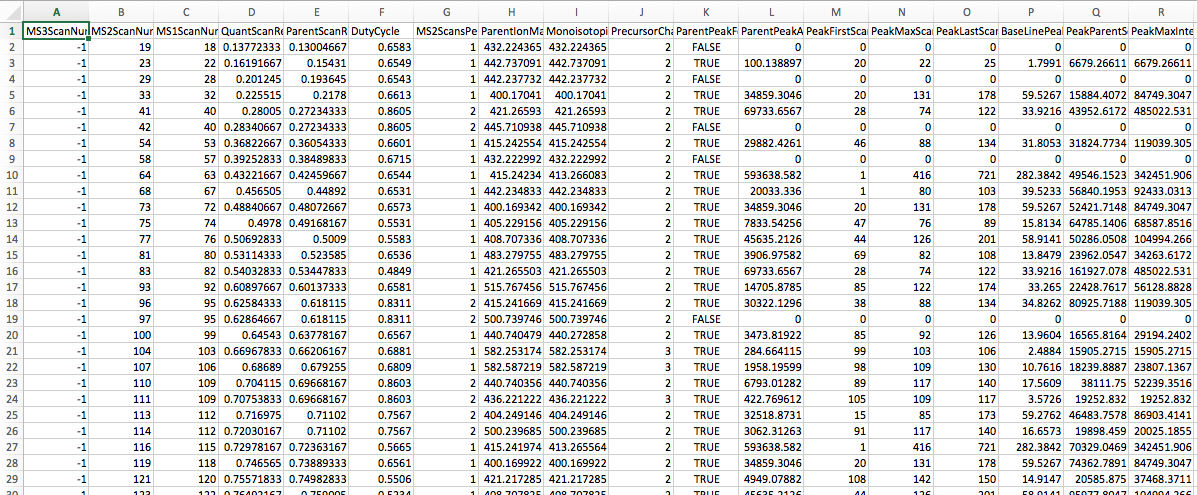 A B C D E F G H I J K L M N O P Q R
1 MS3ScanNur MS2ScanNur MS1ScanNur QuantScanRe ParentScanR DutyCycle MS2ScansPe ParentIonMa Monoisotopi PrecursorCha ParentPeakF ParentPeakA PeakFirstScan PeakMaxScan PeakLastScan BaseLinePeak PeakParentS PeakMaxInte
2 -1 19 18 0.13772333 0.13004667 0.6583 1 432.224365 432.224365 2 FALSE 0 0 0 0 0 0 0
3 -1 23 22 0.16191667 0.15431 0.6549 1 442.737091 442.737091 2 TRUE 100.138897 20 22 25 1.7991 6679.26611 6679.26611
4 -1 29 28 0.201245 0.193645 0.6543 1 442.237732 442.237732 2 FALSE 0 0 0 0 0 0 0
5 -1 33 32 0.225515 0.2178 0.6613 1 400.17041 400.17041 2 TRUE 34859.3046 20 131 178 59.5267 15884.4072 84749.3047
6 -1 41 40 0.28005 0.27234333 0.8605 2 421.26593 421.26593 2 TRUE 69733.6567 28 74 122 33.9216 43952.6172 485022.531
7 -1 42 40 0.28340667 0.27234333 0.8605 2 445.710938 445.710938 2 FALSE 0 0 0 0 0 0 0
8 -1 54 53 0.36822667 0.36054333 0.6601 1 415.242554 415.242554 2 TRUE 29882.4261 46 88 134 31.8053 31824.7734 119039.305
9 -1 58 57 0.39252833 0.38489833 0.6715 1 432.222992 432.222992 2 FALSE 0 0 0 0 0 0 0
10 -1 64 63 0.43221667 0.42459667 0.6544 1 415.24234 413.266083 2 TRUE 593638.582 1 416 721 282.3842 49546.1523 342451.906
11 -1 68 67 0.456505 0.44892 0.6531 1 442.234833 442.234833 2 TRUE 20033.336 1 80 103 39.5233 56840.1953 92433.0313
12 -1 73 72 0.48840667 0.48072667 0.6573 1 400.169342 400.169342 2 TRUE 34859.3046 20 131 178 59.5267 52421.7148 84749.3047
13 -1 75 74 0.4978 0.49168167 0.5531 1 405.229156 405.229156 2 TRUE 7833.54256 47 76 89 15.8134 64785.1406 68587.8516
14 -1 77 76 0.50692833 0.5009 0.5583 1 408.707336 408.707336 2 TRUE 45635.2126 44 126 201 58.9141 50286.0508 104994.266
15 -1 81 80 0.53114333 0.523585 0.6536 1 483.279755 483.279755 2 TRUE 3906.97582 69 82 108 13.8479 23962.0547 34263.6172
16 -1 83 82 0.54032833 0.53447833 0.4849 1 421.265503 421.265503 2 TRUE 69733.6567 28 74 122 33.9216 161927.078 485022.531
17 -1 93 92 0.60897667 0.60137333 0.6581 1 515.767456 515.767456 2 TRUE 14705.8785 85 122 174 33.265 22428.7617 56128.8828
18 -1 96 95 0.62584333 0.618115 0.8311 2 415.241669 415.241669 2 TRUE 30322.1296 38 88 134 34.8262 80925.7188 119039.305
19 -1 97 95 0.62864667 0.618115 0.8311 2 500.739746 500.739746 2 FALSE 0 0 0 0 0 0 0
20 -1 100 99 0.64543 0.63778167 0.6567 1 440.740479 440.272858 2 TRUE 3473.81922 85 92 126 13.9604 16565.8164 29194.2402
21 -1 104 103 0.66967833 0.66206167 0.6881 1 582.253174 582.253174 3 TRUE 284.664115 99 103 106 2.4884 15905.2715 15905.2715
22 -1 107 106 0.68689 0.679255 0.6809 1 582.587219 582.587219 3 TRUE 1958.19599 98 109 130 10.7616 18239.8887 23807.1367
23 -1 110 109 0.704115 0.69668167 0.8603 2 440.740356 440.740356 2 TRUE 6793.01282 89 117 140 17.5609 38111.75 52239.3516
24 -1 111 109 0.70753833 0.69668167 0.8603 2 436.221222 436.221222 3 TRUE 422.769612 105 109 117 3.5726 19252.832 19252.832
25 -1 113 112 0.716975 0.71102 0.7567 2 404.249146 404.249146 2 TRUE 32518.8731 15 85 173 59.2762 46483.7578 86903.4141
26 -1 114 112 0.72030167 0.71102 0.7567 2 500.239685 500.239685 2 TRUE 3062.31263 91 117 140 16.6573 19898.459 20025.1855
27 -1 116 115 0.72978167 0.72363167 0.5665 1 415.241974 413.265564 2 TRUE 593638.582 1 416 721 282.3842 70329.0469 342451.906
28 -1 119 118 0.746565 0.73889333 0.6561 1 400.169922 400.169922 2 TRUE 34859.3046 20 131 178 59.5267 74362.7891 84749.3047
29 -1 121 120 0.75571833 0.74982833 0.5506 1 421.217285 421.217285 2 TRUE 4949.07882 108 142 150 14.9147 20585.875 37468.3711